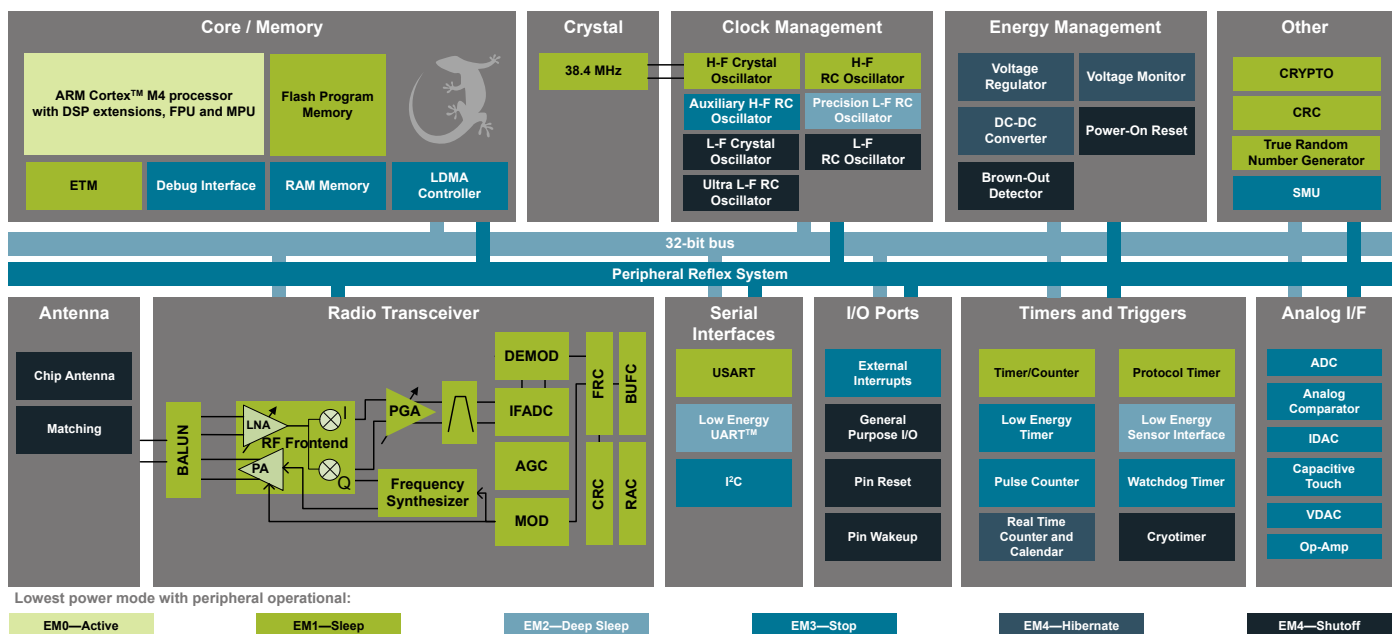 Core / Memory
ARM Cortex™ M4 processor
with DSP extensions, FPU and MPU
Flash Program
Memory
ETM
Debug Interface
RAM Memory
LDMA
Controller
Crystal
38.4 MHz
Clock Management
H-F Crystal
Oscillator
H-F
RC Oscillator
Auxiliary H-F RC
Oscillator
Precision L-F RC
Oscillator
L-F Crystal
Oscillator
L-F
RC Oscillator
Ultra L-F RC
Oscillator
Energy Management
Voltage
Regulator
Voltage Monitor
DC-DC
Converter
Power-On Reset
Brown-Out
Detector
Other
CRYPTO
CRC
True Random
Number Generator
SMU
32-bit bus
Peripheral Reflex System
Antenna
Chip Antenna
Matching
Radio Transceiver
BALUN
LNA
RF Frontend
PA
I
Q
PGA
Frequency
Synthesizer
DEMOD
IFADC
AGC
MOD
FRC
BUFC
CRC
RAC
Serial
Interfaces
USART
Low Energy
UART™
I²C
I/O Ports
External
Interrupts
General
Purpose I/O
Pin Reset
Pin Wakeup
Timers and Triggers
Timer/Counter
Protocol Timer
Low Energy
Timer
Low Energy
Sensor Interface
Pulse Counter
Watchdog Timer
Real Time
Counter and
Calendar
Cryotimer
Analog I/F
ADC
Analog
Comparator
IDAC
Capacitive
Touch
VDAC
Op-Amp
Lowest power mode with peripheral operational:
EM0—Active
EM1—Sleep
EM2—Deep Sleep
EM3—Stop
EM4—Hibernate
EM4—Shutoff